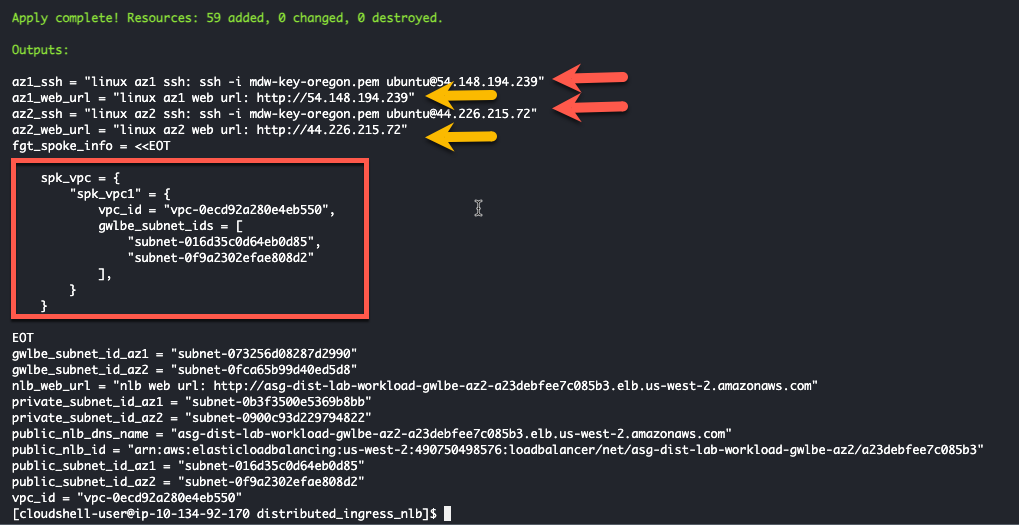 Apply complete! Resources: 59 added, 0 changed, 0 destroyed.
Outputs:
az1_ssh = "linux az1 ssh: ssh -i mdw-key-oregon.pem ubuntu@54.148.194.239"
az1_web_url = "linux az1 web url: http://54.148.194.239"
az2_ssh = "linux az2 ssh: ssh -i mdw-key-oregon.pem ubuntu@44.226.215.72"
az2_web_url = "linux az2 web url: http://44.226.215.72"
fgt_spoke_info = <<EOT
spk_vpc = {
"spk_vpc1" = {
vpc_id = "vpc-0ecd92a280e4eb550",
gwlbe_subnet_ids = [
"subnet-016d35c0d64eb0d85",
"subnet-0f9a2302efae808d2"
],
}
}
EOT
gwlbe_subnet_id_az1 = "subnet-073256d08287d2990"
gwlbe_subnet_id_az2 = "subnet-0fca65b99d40ed5d8"
nlb_web_url = "nlb web url: http://asg-dist-lab-workload-gwlbe-az2-a23debfee7c085b3.elb.us-west-2.amazonaws.com"
private_subnet_id_az1 = "subnet-0b3f3500e5369b8bb"
private_subnet_id_az2 = "subnet-0900c93d229794822"
public_nlb_dns_name = "asg-dist-lab-workload-gwlbe-az2-a23debfee7c085b3.elb.us-west-2.amazonaws.com"
public_nlb_id = "arn:aws:elasticloadbalancing:us-west-2:490750498576:loadbalancer/net/asg-dist-lab-workload-gwlbe-az2/a23debfee7c085b3"
public_subnet_id_az1 = "subnet-016d35c0d64eb0d85"
public_subnet_id_az2 = "subnet-0f9a2302efae808d2"
vpc_id = "vpc-0ecd92a280e4eb550"
[cloudshell-user@ip-10-134-92-170 distributed_ingress_nlb]$